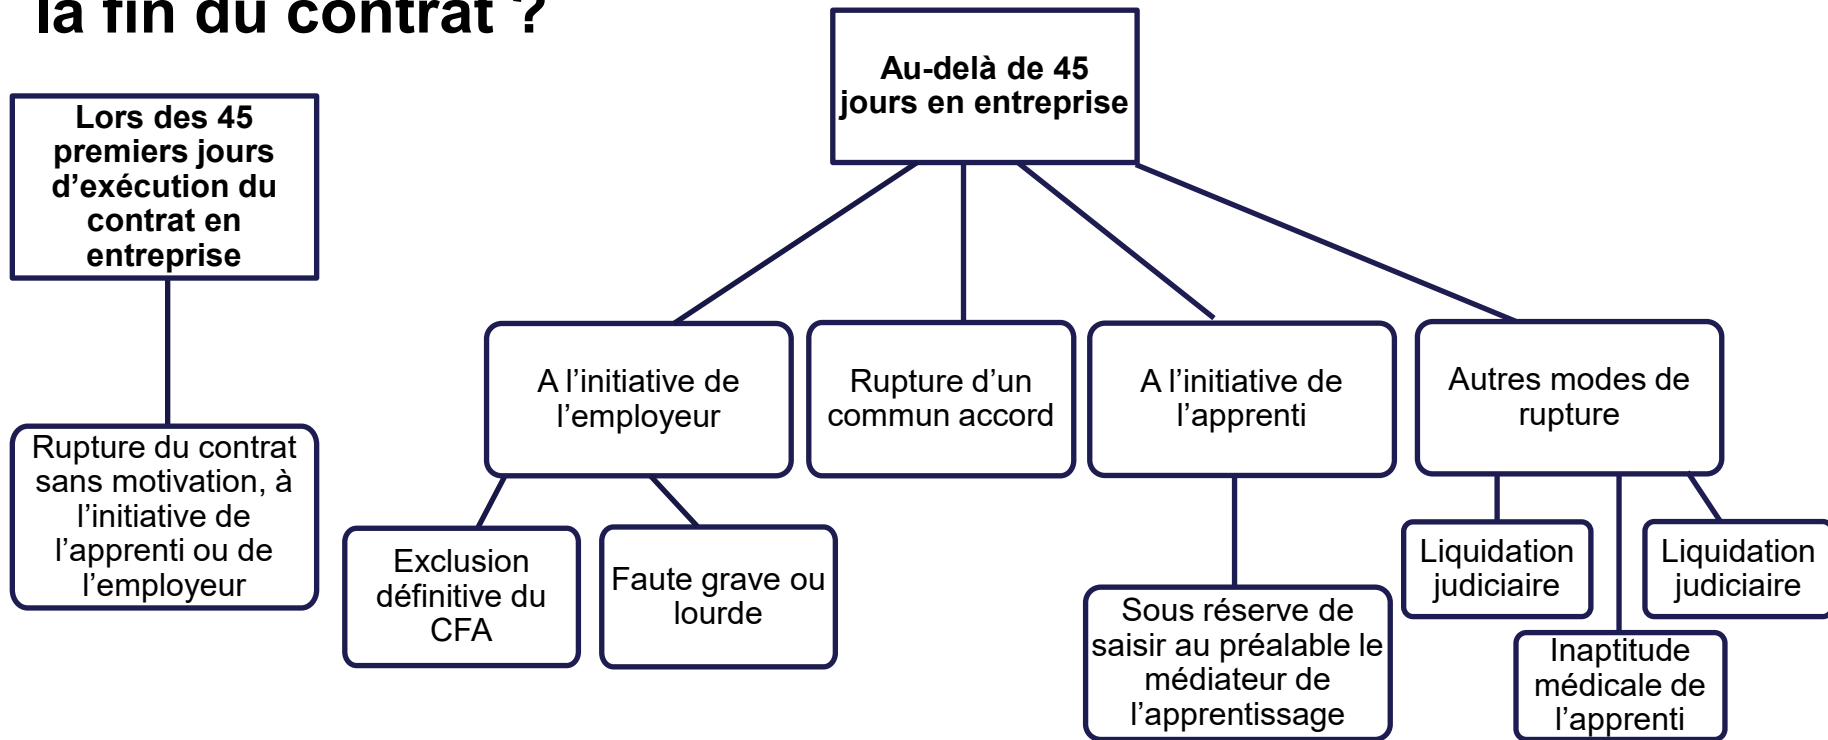 la fin du contrat ?
Lors des 45
premiers jours
d’exécution du
contrat en
entreprise
Rupture du contrat
sans motivation, à
l’initiative de
l’apprenti ou de
l’employeur
Au-delà de 45
jours en entreprise
A l’initiative de
l’employeur
Rupture d’un
commun accord
A l’initiative de
l’apprenti
Autres modes de
rupture
Exclusion
définitive du
CFA
Faute grave ou
lourde
Sous réserve de
saisir au préalable le
médiateur de
l’apprentissage
Liquidation
judiciaire
Inaptitude
médicale de
l’apprenti
Liquidation
judiciaire